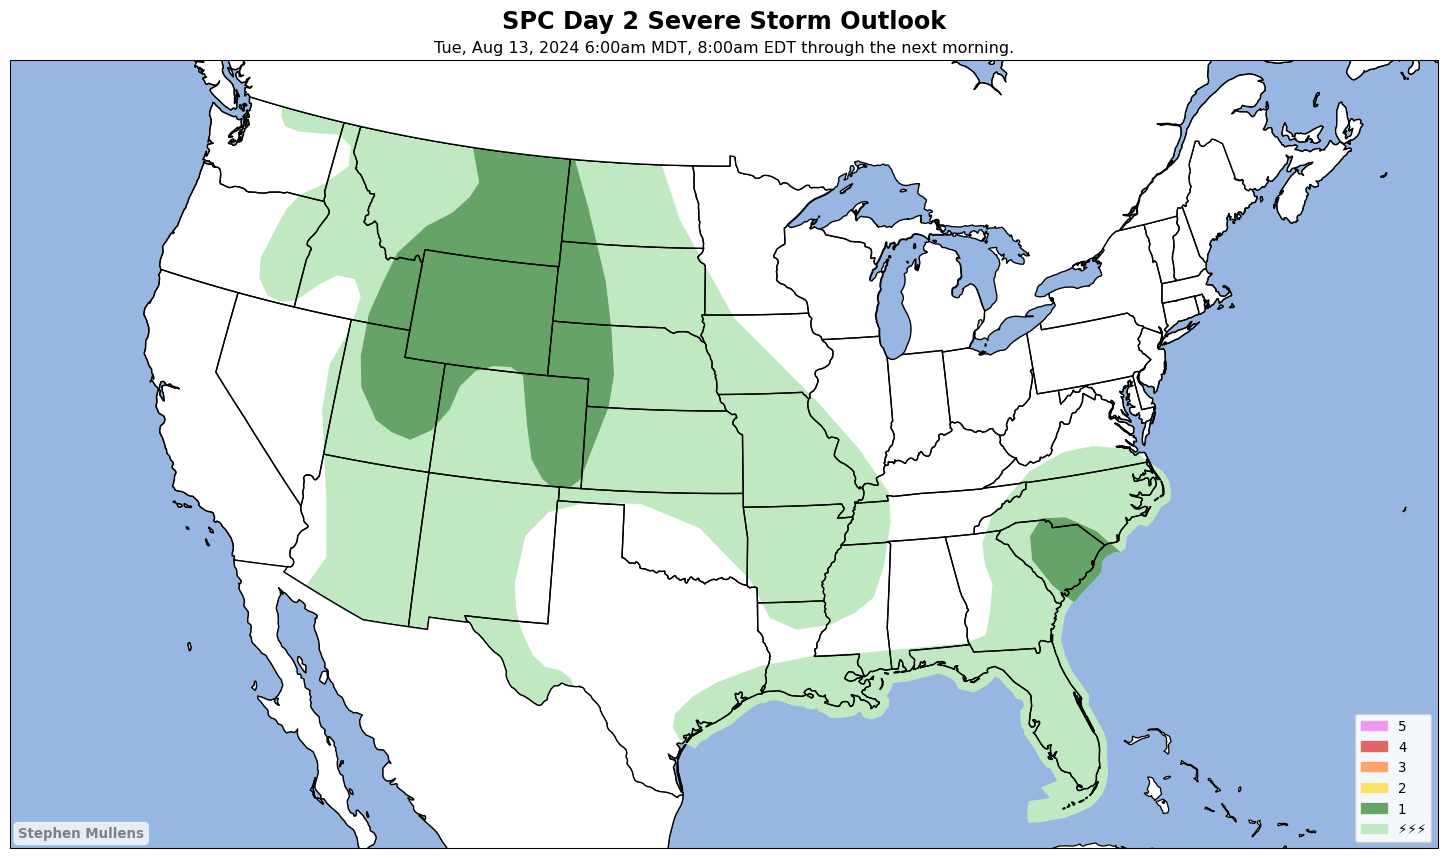 SPC Day 2 Severe Storm Outlook
Tue, Aug 13, 2024 6:00am MDT, 8:00am EDT through the next morning.
5
4
3
2
1
⚡⚡⚡
Stephen Mullens